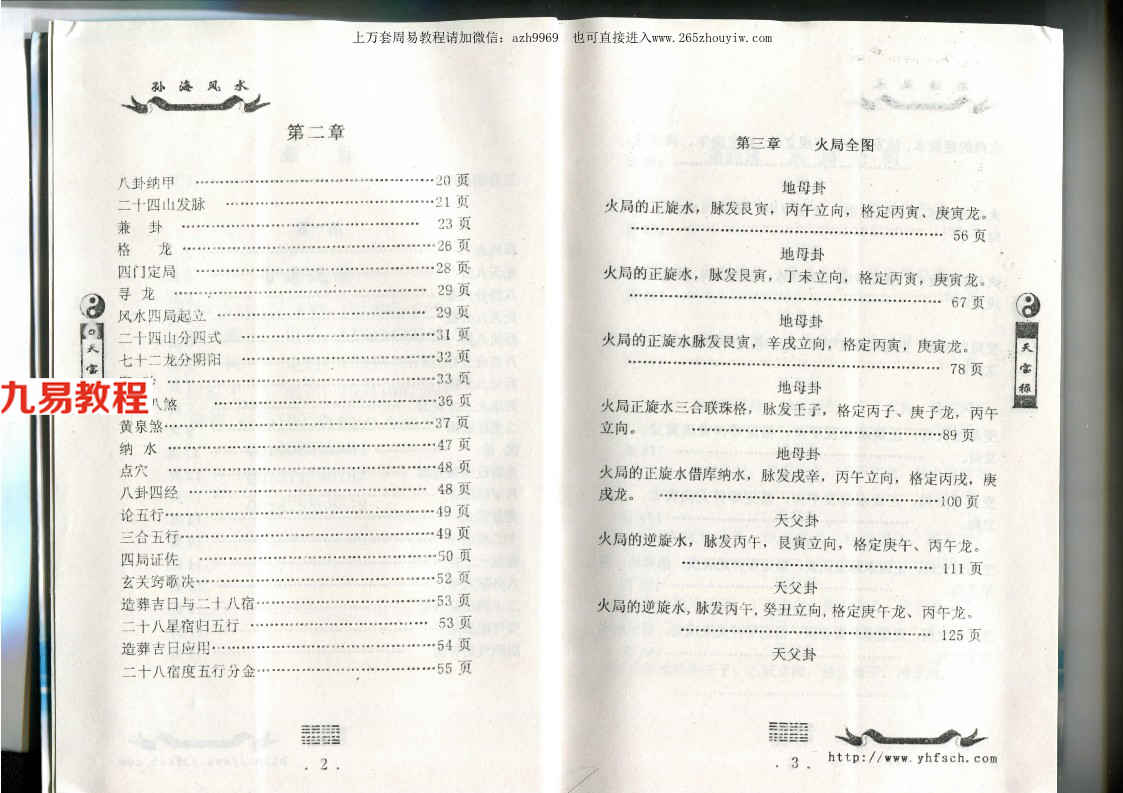 上万套周易教程请加微信：azh9969 也可直接进入www.265zhouyiw.com
孙海风水
第二章
八卦纳甲 ………………………………20 页
二十四山发脉 ………………………………21 页
兼 卦 ……………………………… 23 页
格 龙 ………………………………26 页
四门定局 ………………………………28 页
寻 龙 ……………………………… 29 页
风水四局起立 ……………………………… 29 页
二十四山分四式 ………………………………31 页
七十二龙分阴阳 ………………………………32 页
………………………………33 页
八煞 ………………………………36 页
黄泉煞………………………………37 页
纳 水 ………………………………47 页
点穴 ………………………………48 页
八卦四经 ……………………………… 48 页
论五行………………………………49 页
三合五行………………………………49 页
四局证佐 ………………………………50 页
玄关窍歌决………………………………52 页
造葬吉日与二十八宿………………………………53 页
二十八星宿归五行 ……………………………… 53 页
造葬吉日应用………………………………54 页
二十八宿度五行分金………………………………55 页
. 2 .
天宝
九易教程
第三章 火局全图
地母卦
火局的正旋水，脉发艮寅，丙午立向，格定丙寅、庚寅龙。
……………………………………… 56 页
地母卦
火局的正旋水，脉发艮寅，丁未立向，格定丙寅，庚寅龙。
……………………………………… 67 页
地母卦
火局的正旋水脉发艮寅，辛戌立向，格定丙寅，庚寅龙。
……………………………………… 78 页
地母卦
火局正旋水三合联珠格，脉发壬子，格定丙子、庚子龙，丙午
立向。 ………………………………89 页
地母卦
火局的正旋水借库纳水，脉发戌辛，丙午立向，格定丙戌，庚
戌龙。 ………………………………100 页
天父卦
火局的逆旋水，脉发丙午，艮寅立向，格定庚午、丙午龙。
……………………………… 111 页
天父卦
火局的逆旋水,脉发丙午,癸丑立向,格定庚午龙、丙午龙。
……………………………… 125 页
天父卦
天宝振
http://www.yhfsch.com
. 3 .